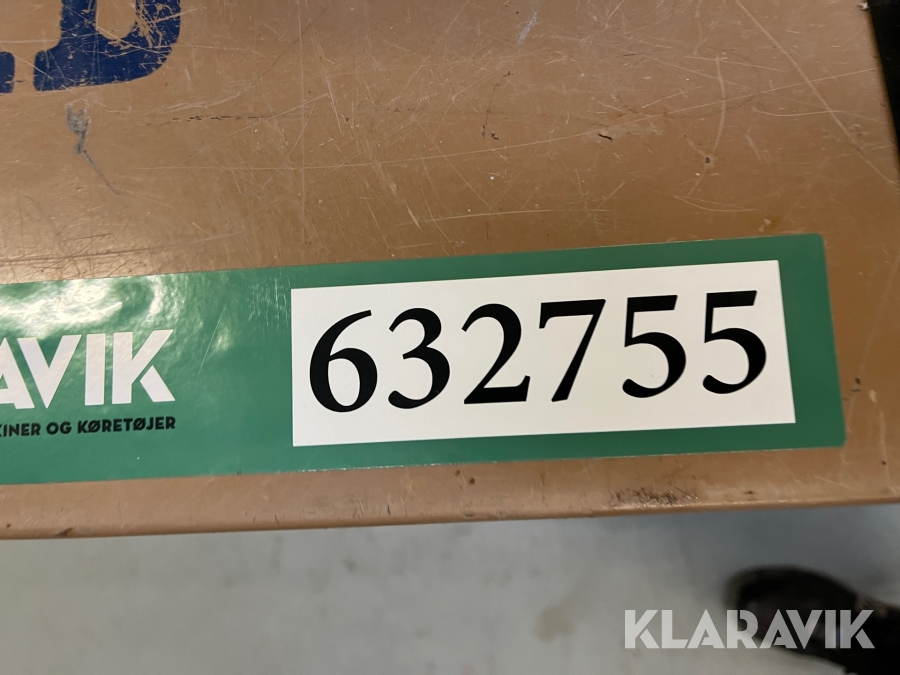 AVIK
632755
KINER OG KØRETØJER
KLARAVIK